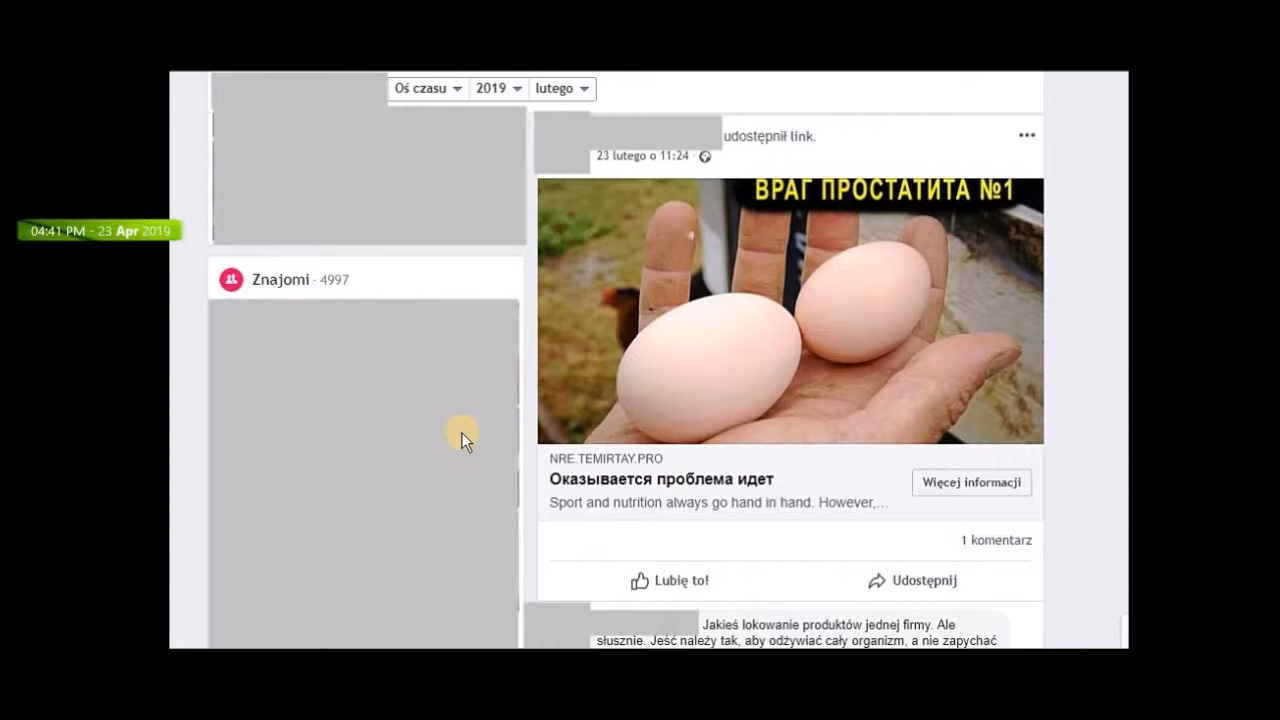 Oś czasu 2019 lutego
udostępnił link.
23 lutego o 11:24 ·
ВРАГ ПРОСТАТИТА №1
04:41 PM - 23 Apr 2019
Znajomi · 4997
NRE.TEMIRTAY.PRO
Оказывается проблема идет
Więcej informacji
Sport and nutrition always go hand in hand. However,...
1 komentarz
Lubię to! Udostępnij
Jakieś lokowanie produktów jednej firmy. Ale
słusznie. Jeść należy tak, aby odżywiać cały organizm, a nie zapychać